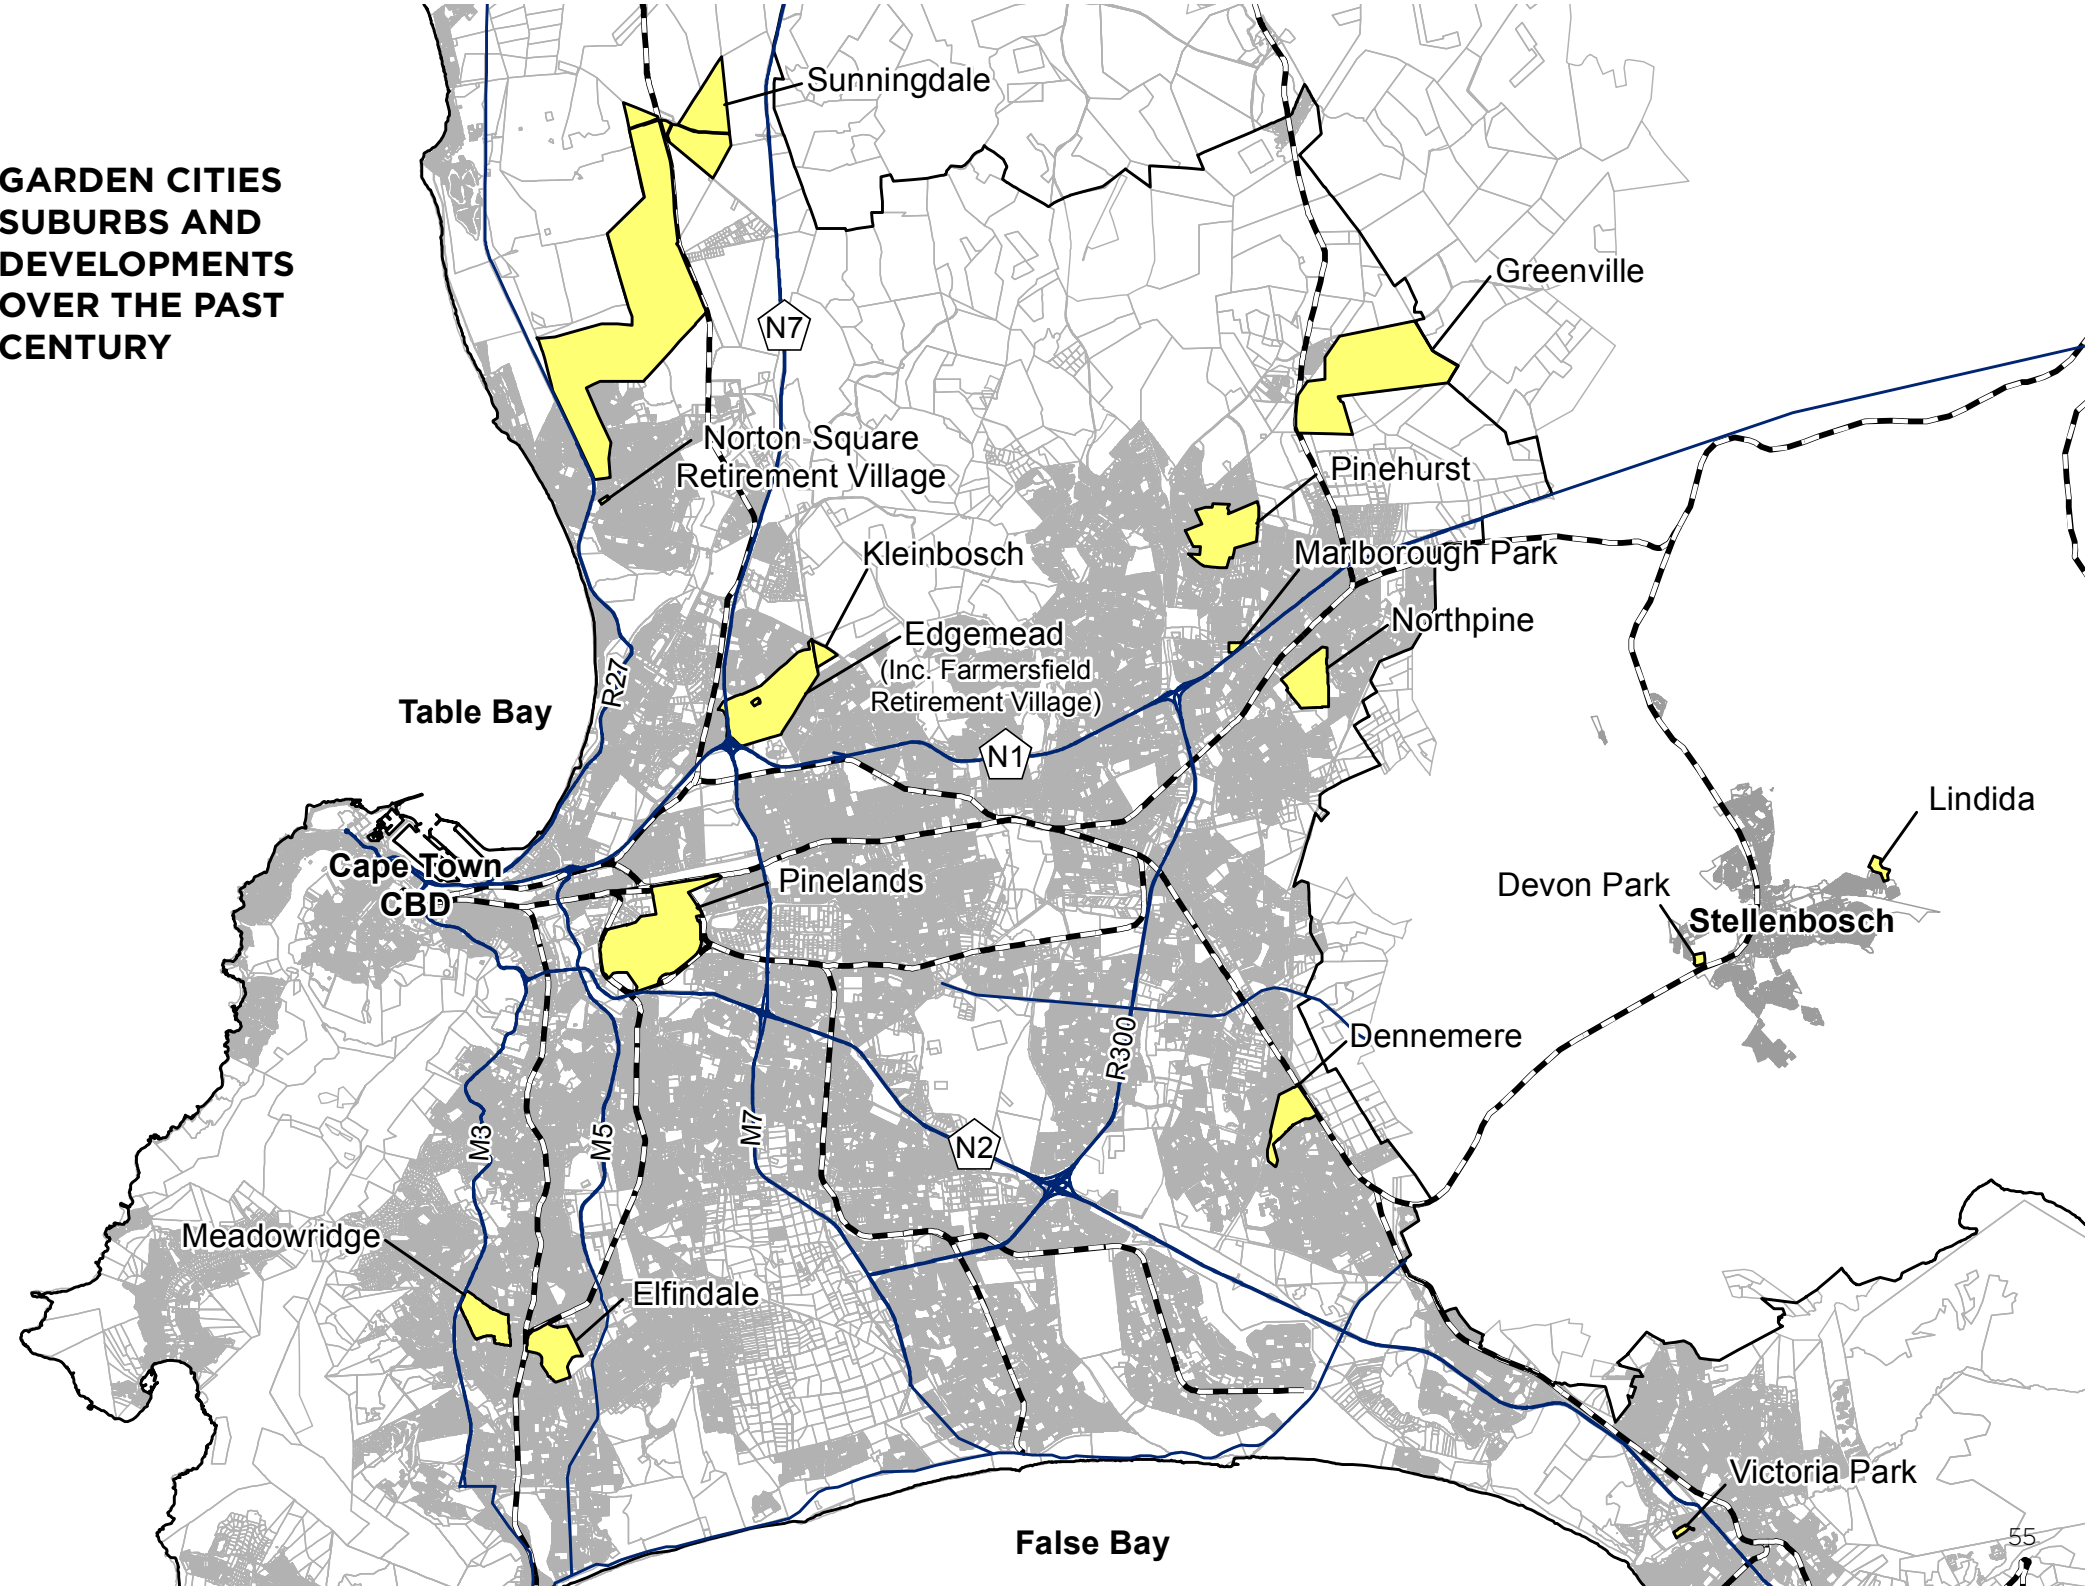 GARDEN CITIES
SUBURBS AND
DEVELOPMENTS
OVER THE PAST
CENTURY
Sunningdale
Greenville
N7
Norton Square
Retirement Village
Pinehurst
Kleinbosch
Marlborough Park
Edgemead
(Inc. Farmersfield
Retirement Village)
Northpine
R27
Table Bay
N1
Lindida
Cape Town
CBD
Pinelands
Devon Park
Stellenbosch
Dennemere
R300
M3
M5
M7
N2
Meadowridge
Elfindale
Victoria Park
False Bay
55